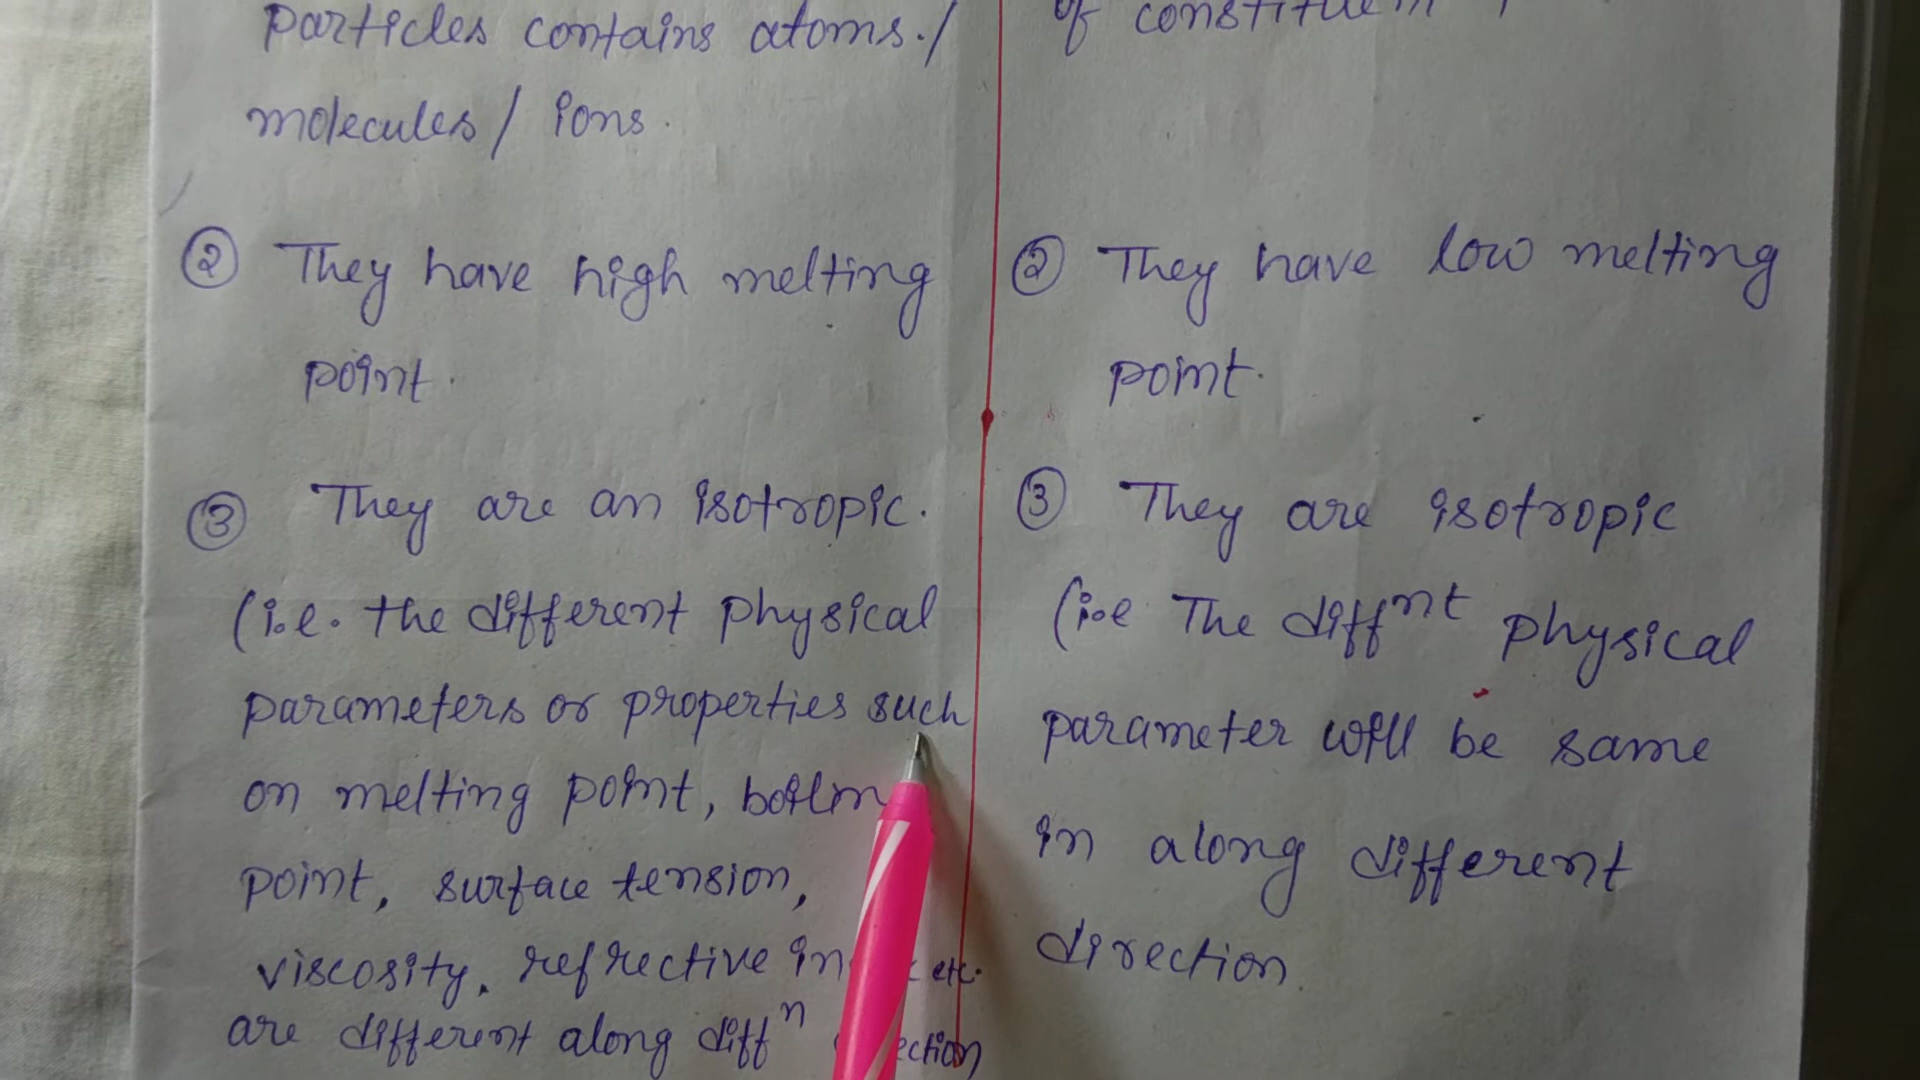 particles contains atoms./
molecules/ ions.
② They have high melting
point.
③ They are an isotropic.
(i.e. the different physical
parameters or properties such
on melting point,
point, surface tension,
viscosity, refrective etc.
are different along diffⁿ
of
② They have low melting
point.
③ They are isotropic
(i.e The diffⁿᵗ physical
parameter will be same
in along different
direction.